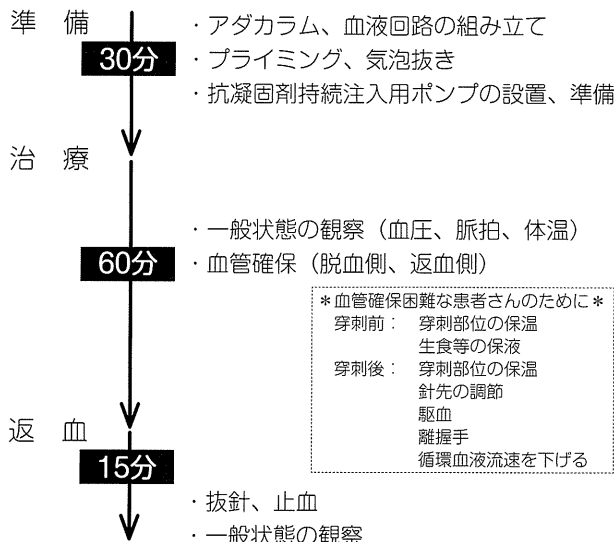 準 備
30分
・アダカラム、血液回路の組み立て
・プライミング、気泡抜き
・抗凝固剤持続注入用ポンプの設置、準備
治 療
60分
・一般状態の観察（血圧、脈拍、体温）
・血管確保（脱血側、返血側）
＊血管確保困難な患者さんのために＊
穿刺前： 穿刺部位の保温
生食等の保液
穿刺後： 穿刺部位の保温
針先の調節
駆血
離握手
循環血液流速を下げる
返 血
15分
・抜針、止血
・一般状態の観察